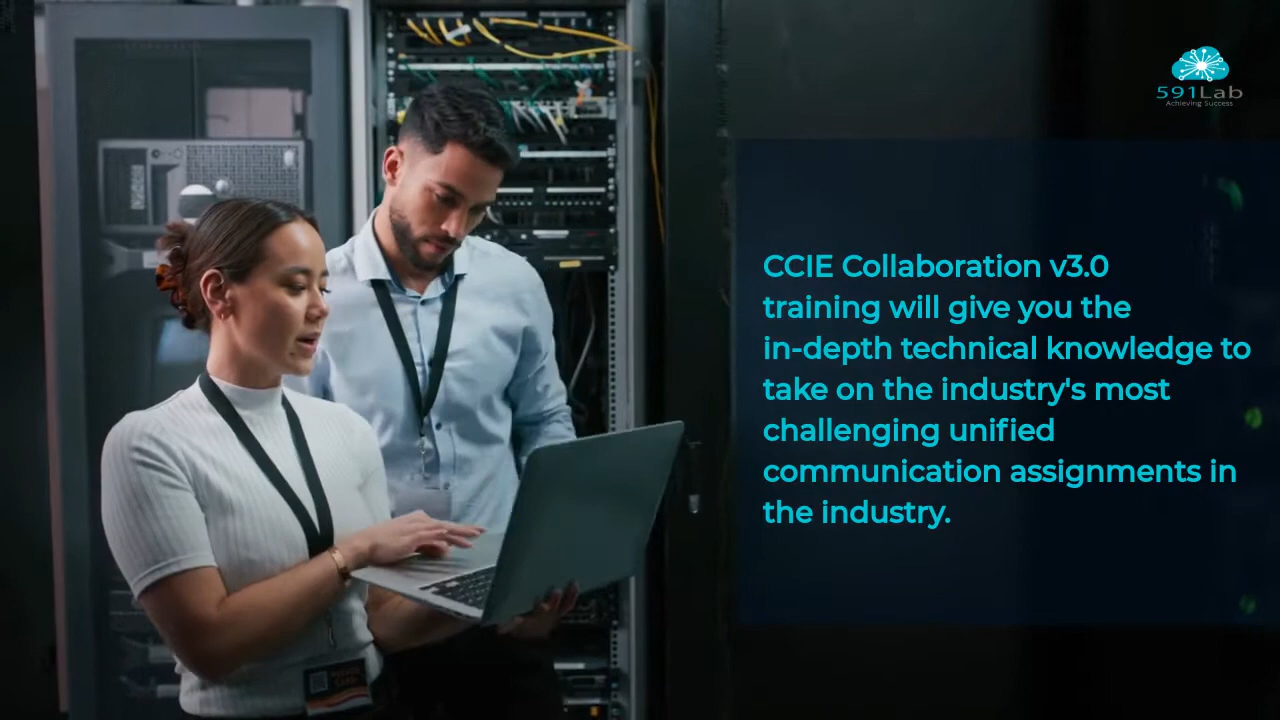 591Lab
Achieving Success
CCIE Collaboration v3.0
training will give you the
in-depth technical knowledge to
take on the industry's most
challenging unified
communication assignments in
the industry.